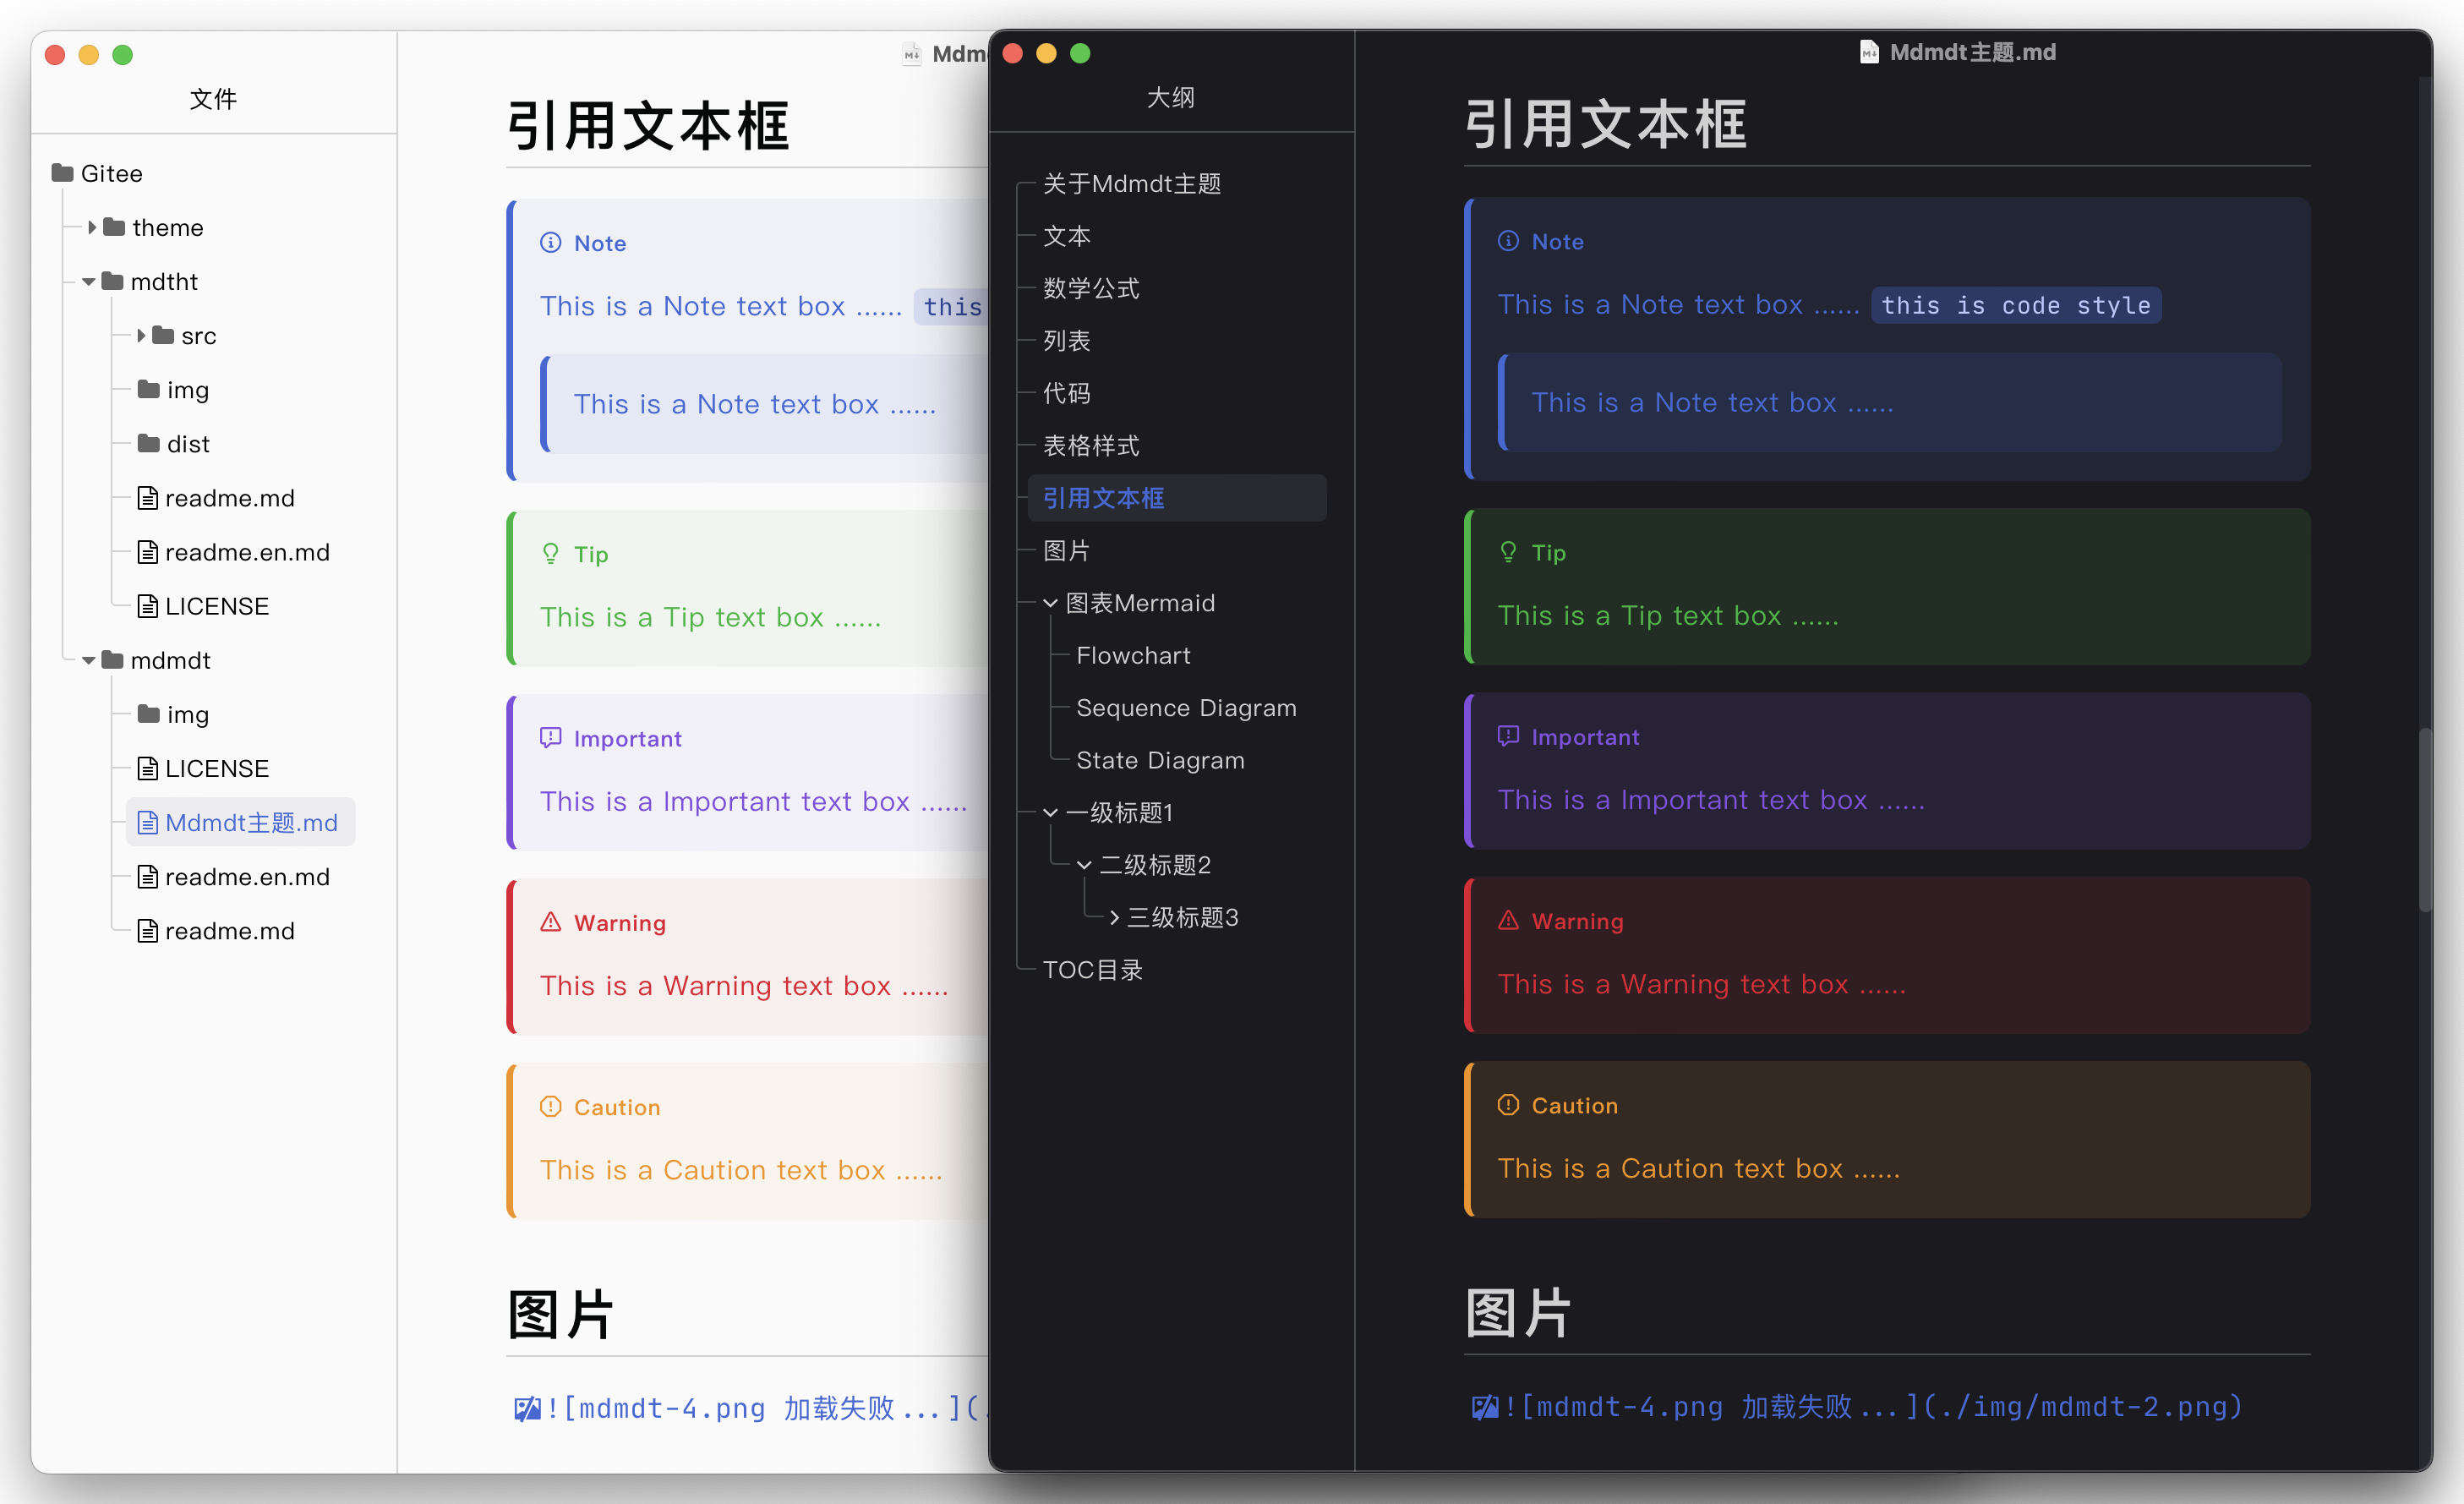 文件
Gitee
theme
mdtht
src
img
dist
readme.md
readme.en.md
LICENSE
mdmdt
img
LICENSE
Mdmdt主题.md
readme.en.md
readme.md
引用文本框
Note
This is a Note text box ...... this
This is a Note text box ......
Tip
This is a Tip text box ......
Important
This is a Important text box ......
Warning
This is a Warning text box ......
Caution
This is a Caution text box ......
图片
![mdmdt-4.png 加载失败...](.
大纲
关于Mdmdt主题
文本
数学公式
列表
代码
表格样式
引用文本框
图片
图表Mermaid
Flowchart
Sequence Diagram
State Diagram
一级标题1
二级标题2
三级标题3
TOC目录
Mdmdt主题.md
引用文本框
Note
This is a Note text box ...... this is code style
This is a Note text box ......
Tip
This is a Tip text box ......
Important
This is a Important text box ......
Warning
This is a Warning text box ......
Caution
This is a Caution text box ......
图片
![mdmdt-4.png 加载失败...](./img/mdmdt-2.png)